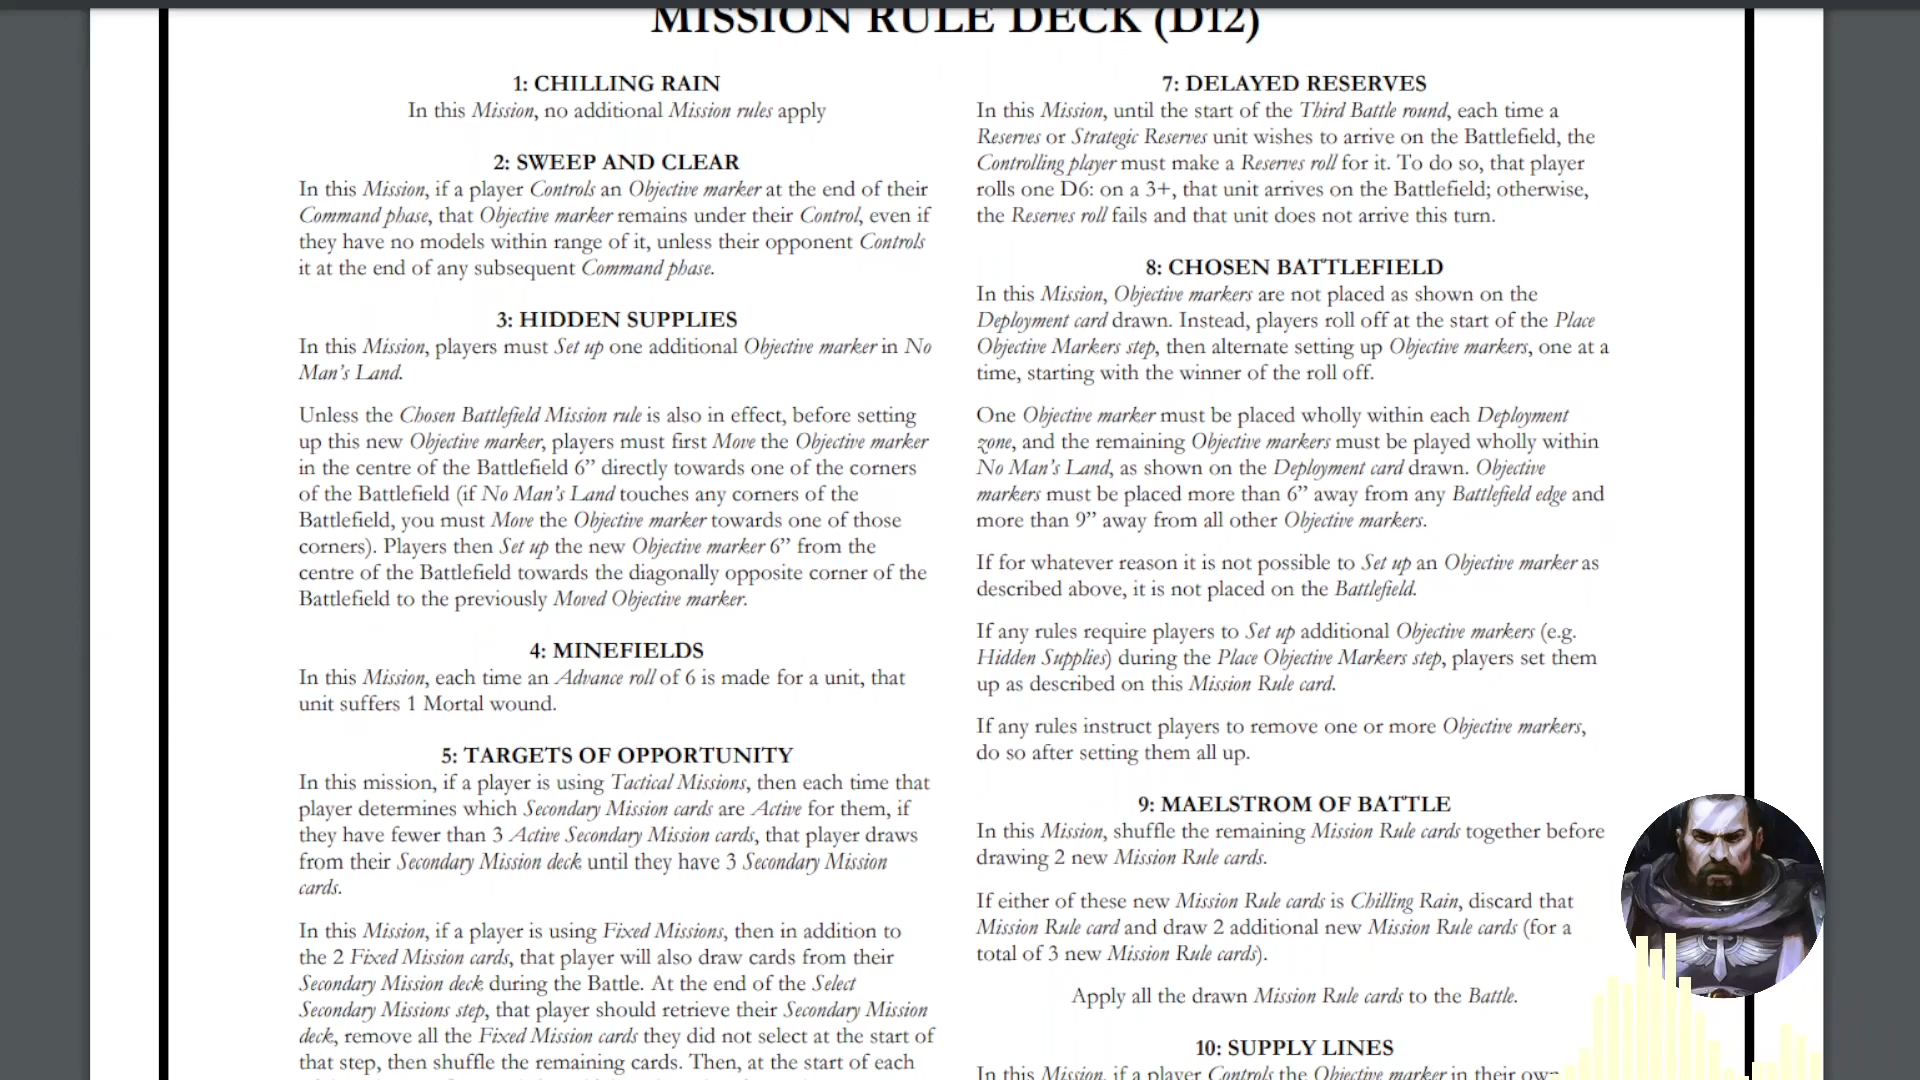 MISSION RULE DECK (D12)
1: CHILLING RAIN
In this Mission, no additional Mission rules apply
2: SWEEP AND CLEAR
In this Mission, if a player Controls an Objective marker at the end of their
Command phase, that Objective marker remains under their Control, even if
they have no models within range of it, unless their opponent Controls
it at the end of any subsequent Command phase.
3: HIDDEN SUPPLIES
In this Mission, players must Set up one additional Objective marker in No
Man's Land.
Unless the Chosen Battlefield Mission rule is also in effect, before setting
up this new Objective marker, players must first Move the Objective marker
in the centre of the Battlefield 6” directly towards one of the corners
of the Battlefield (if No Man's Land touches any corners of the
Battlefield, you must Move the Objective marker towards one of those
corners). Players then Set up the new Objective marker 6” from the
centre of the Battlefield towards the diagonally opposite corner of the
Battlefield to the previously Moved Objective marker.
4: MINEFIELDS
In this Mission, each time an Advance roll of 6 is made for a unit, that
unit suffers 1 Mortal wound.
5: TARGETS OF OPPORTUNITY
In this mission, if a player is using Tactical Missions, then each time that
player determines which Secondary Mission cards are Active for them, if
they have fewer than 3 Active Secondary Mission cards, that player draws
from their Secondary Mission deck until they have 3 Secondary Mission
cards.
In this Mission, if a player is using Fixed Missions, then in addition to
the 2 Fixed Mission cards, that player will also draw cards from their
Secondary Mission deck during the Battle. At the end of the Select
Secondary Missions step, that player should retrieve their Secondary Mission
deck, remove all the Fixed Mission cards they did not select at the start of
that step, then shuffle the remaining cards. Then, at the start of each
7: DELAYED RESERVES
In this Mission, until the start of the Third Battle round, each time a
Reserves or Strategic Reserves unit wishes to arrive on the Battlefield, the
Controlling player must make a Reserves roll for it. To do so, that player
rolls one D6: on a 3+, that unit arrives on the Battlefield; otherwise,
the Reserves roll fails and that unit does not arrive this turn.
8: CHOSEN BATTLEFIELD
In this Mission, Objective markers are not placed as shown on the
Deployment card drawn. Instead, players roll off at the start of the Place
Objective Markers step, then alternate setting up Objective markers, one at a
time, starting with the winner of the roll off.
One Objective marker must be placed wholly within each Deployment
zone, and the remaining Objective markers must be played wholly within
No Man's Land, as shown on the Deployment card drawn. Objective
markers must be placed more than 6” away from any Battlefield edge and
more than 9” away from all other Objective markers.
If for whatever reason it is not possible to Set up an Objective marker as
described above, it is not placed on the Battlefield.
If any rules require players to Set up additional Objective markers (e.g.
Hidden Supplies) during the Place Objective Markers step, players set them
up as described on this Mission Rule card.
If any rules instruct players to remove one or more Objective markers,
do so after setting them all up.
9: MAELSTROM OF BATTLE
In this Mission, shuffle the remaining Mission Rule cards together before
drawing 2 new Mission Rule cards.
If either of these new Mission Rule cards is Chilling Rain, discard that
Mission Rule card and draw 2 additional new Mission Rule cards (for a
total of 3 new Mission Rule cards).
Apply all the drawn Mission Rule cards to the Battle.
10: SUPPLY LINES
In this Mission, if a player Controls the Objective marker in their own